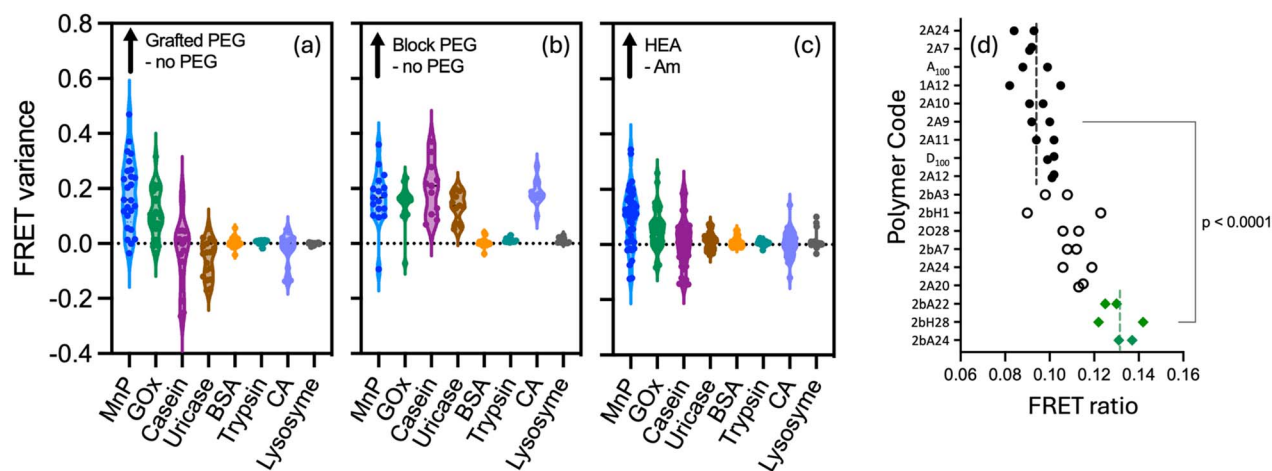 0.8
0.6
0.4
0.2
0.0
-0.2
-0.4
FRET variance
Grafted PEG
- no PEG
(a)
MnP
GOx
Casein
Uricase
BSA
Trypsin
CA
Lysosyme
Block PEG
- no PEG
(b)
MnP
GOx
Casein
Uricase
BSA
Trypsin
CA
Lysosyme
HEA
- Am
(c)
MnP
GOx
Casein
Uricase
BSA
Trypsin
CA
Lysosyme
(d)
Polymer Code
2A24
2A7
A100
1A12
2A10
2A9
2A11
D100
2A12
2bA3
2bH1
2O28
2bA7
2A24
2A20
2bA22
2bH28
2bA24
p < 0.0001
0.06 0.08 0.10 0.12 0.14 0.16
FRET ratio